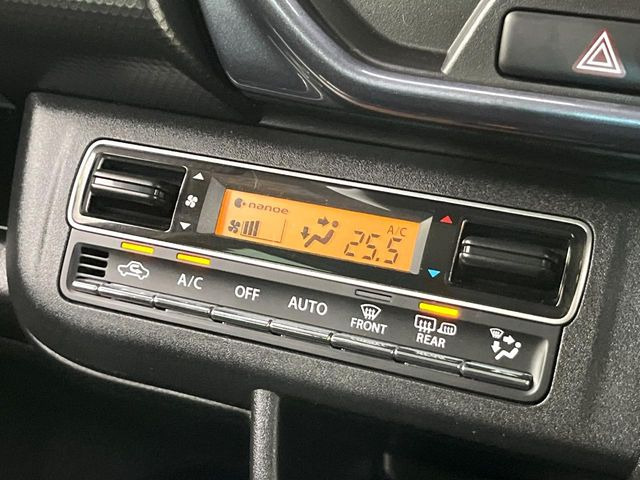 nanoe
A/C
25.5
A/C
OFF
AUTO
FRONT
REAR